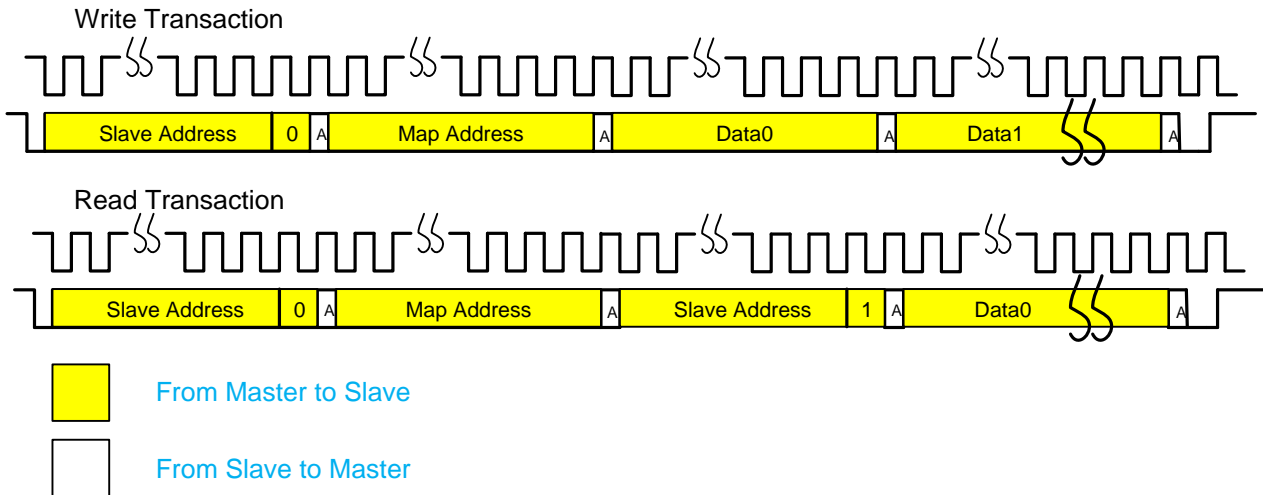 Write Transaction
Slave Address 0 A Map Address A Data0 A Data1 A
Read Transaction
Slave Address 0 A Map Address A Slave Address 1 A Data0 A
From Master to Slave
From Slave to Master